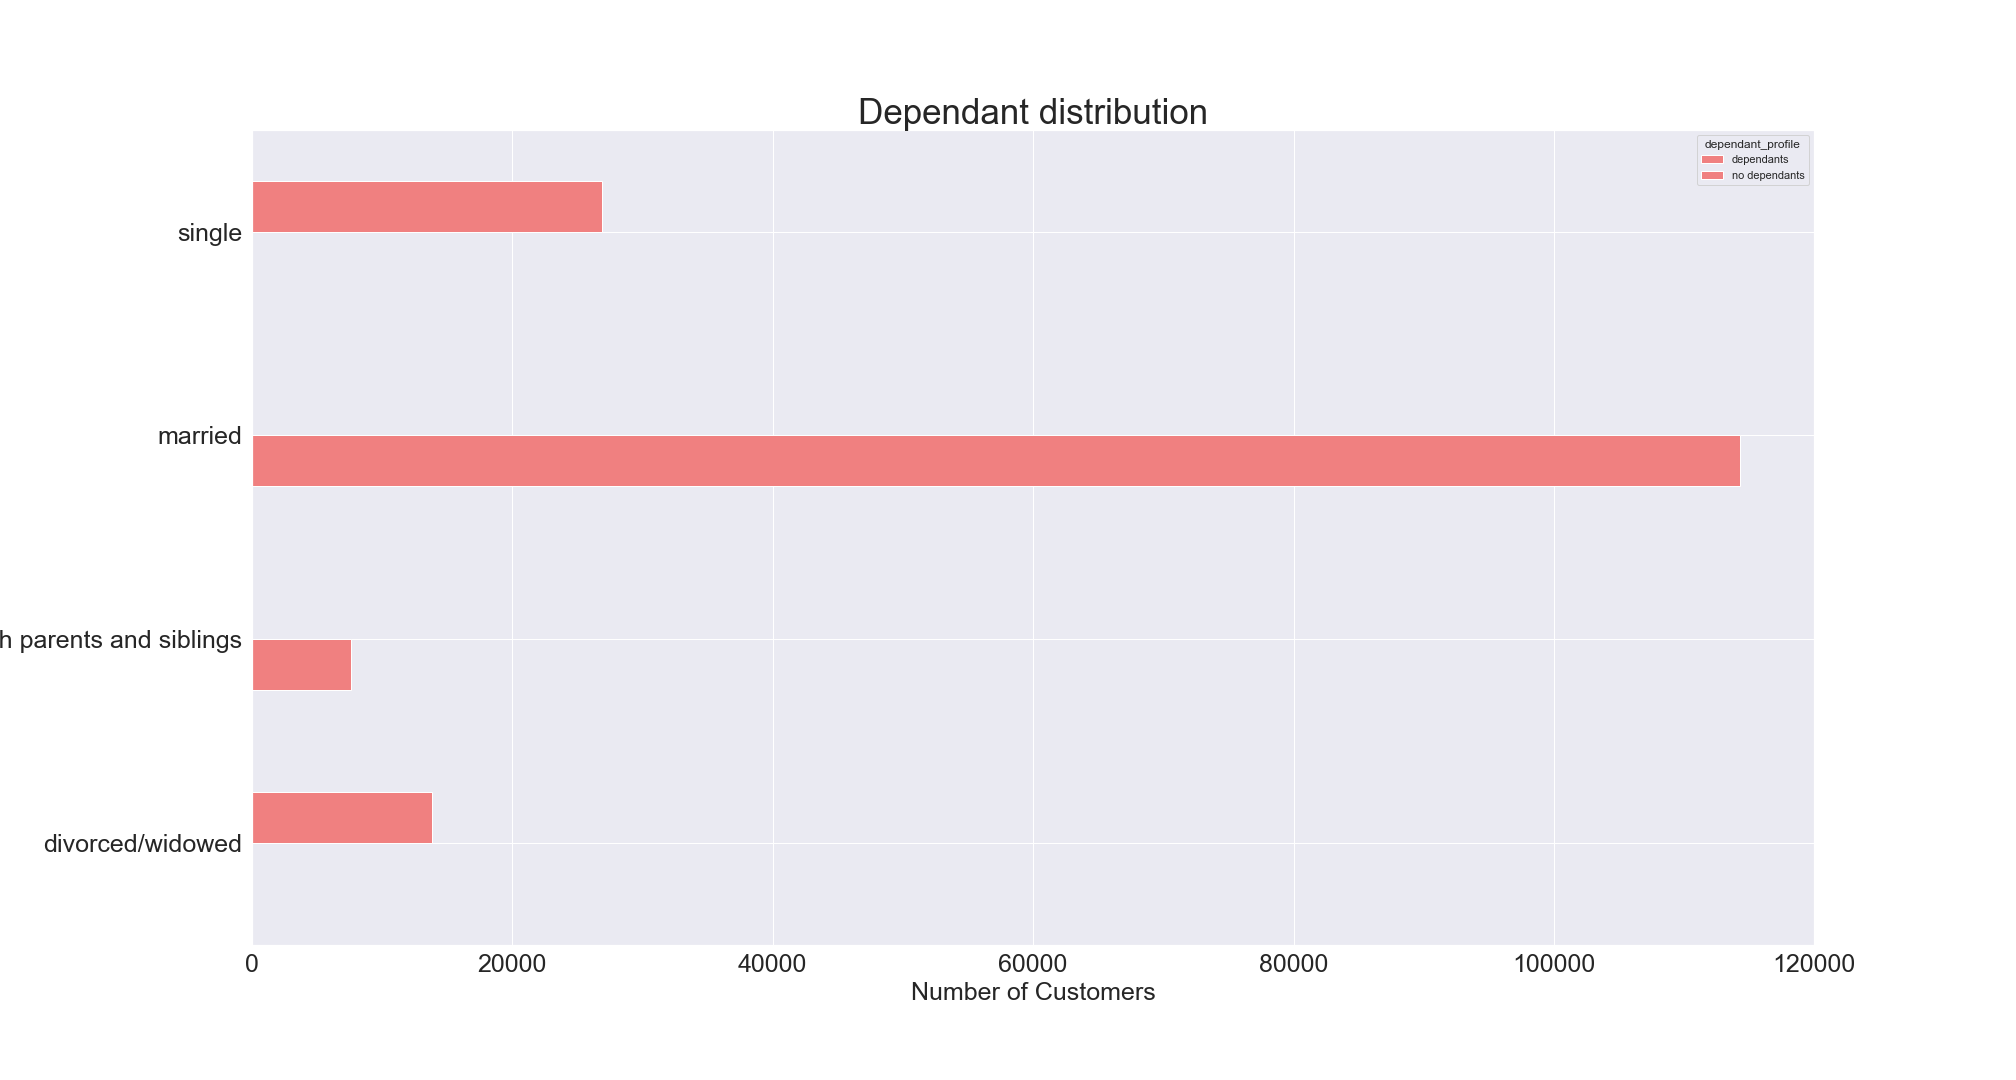 Dependant distribution
dependant_profile
dependants
no dependants
single
married
h parents and siblings
divorced/widowed
0 20000 40000 60000 80000 100000 120000
Number of Customers